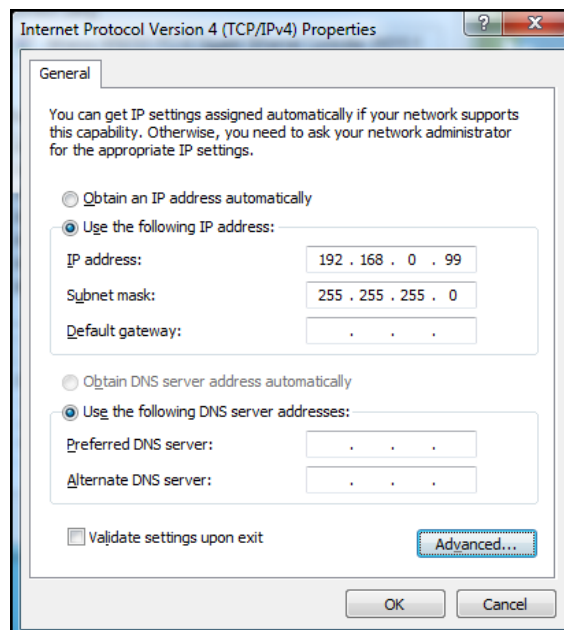 Internet Protocol Version 4 (TCP/IPv4) Properties
?
X
General
You can get IP settings assigned automatically if your network supports
this capability. Otherwise, you need to ask your network administrator
for the appropriate IP settings.
Obtain an IP address automatically
Use the following IP address:
IP address: 192 . 168 . 0 . 99
Subnet mask: 255 . 255 . 255 . 0
Default gateway: . . .
Obtain DNS server address automatically
Use the following DNS server addresses:
Preferred DNS server: . . .
Alternate DNS server: . . .
Validate settings upon exit
Advanced...
OK Cancel